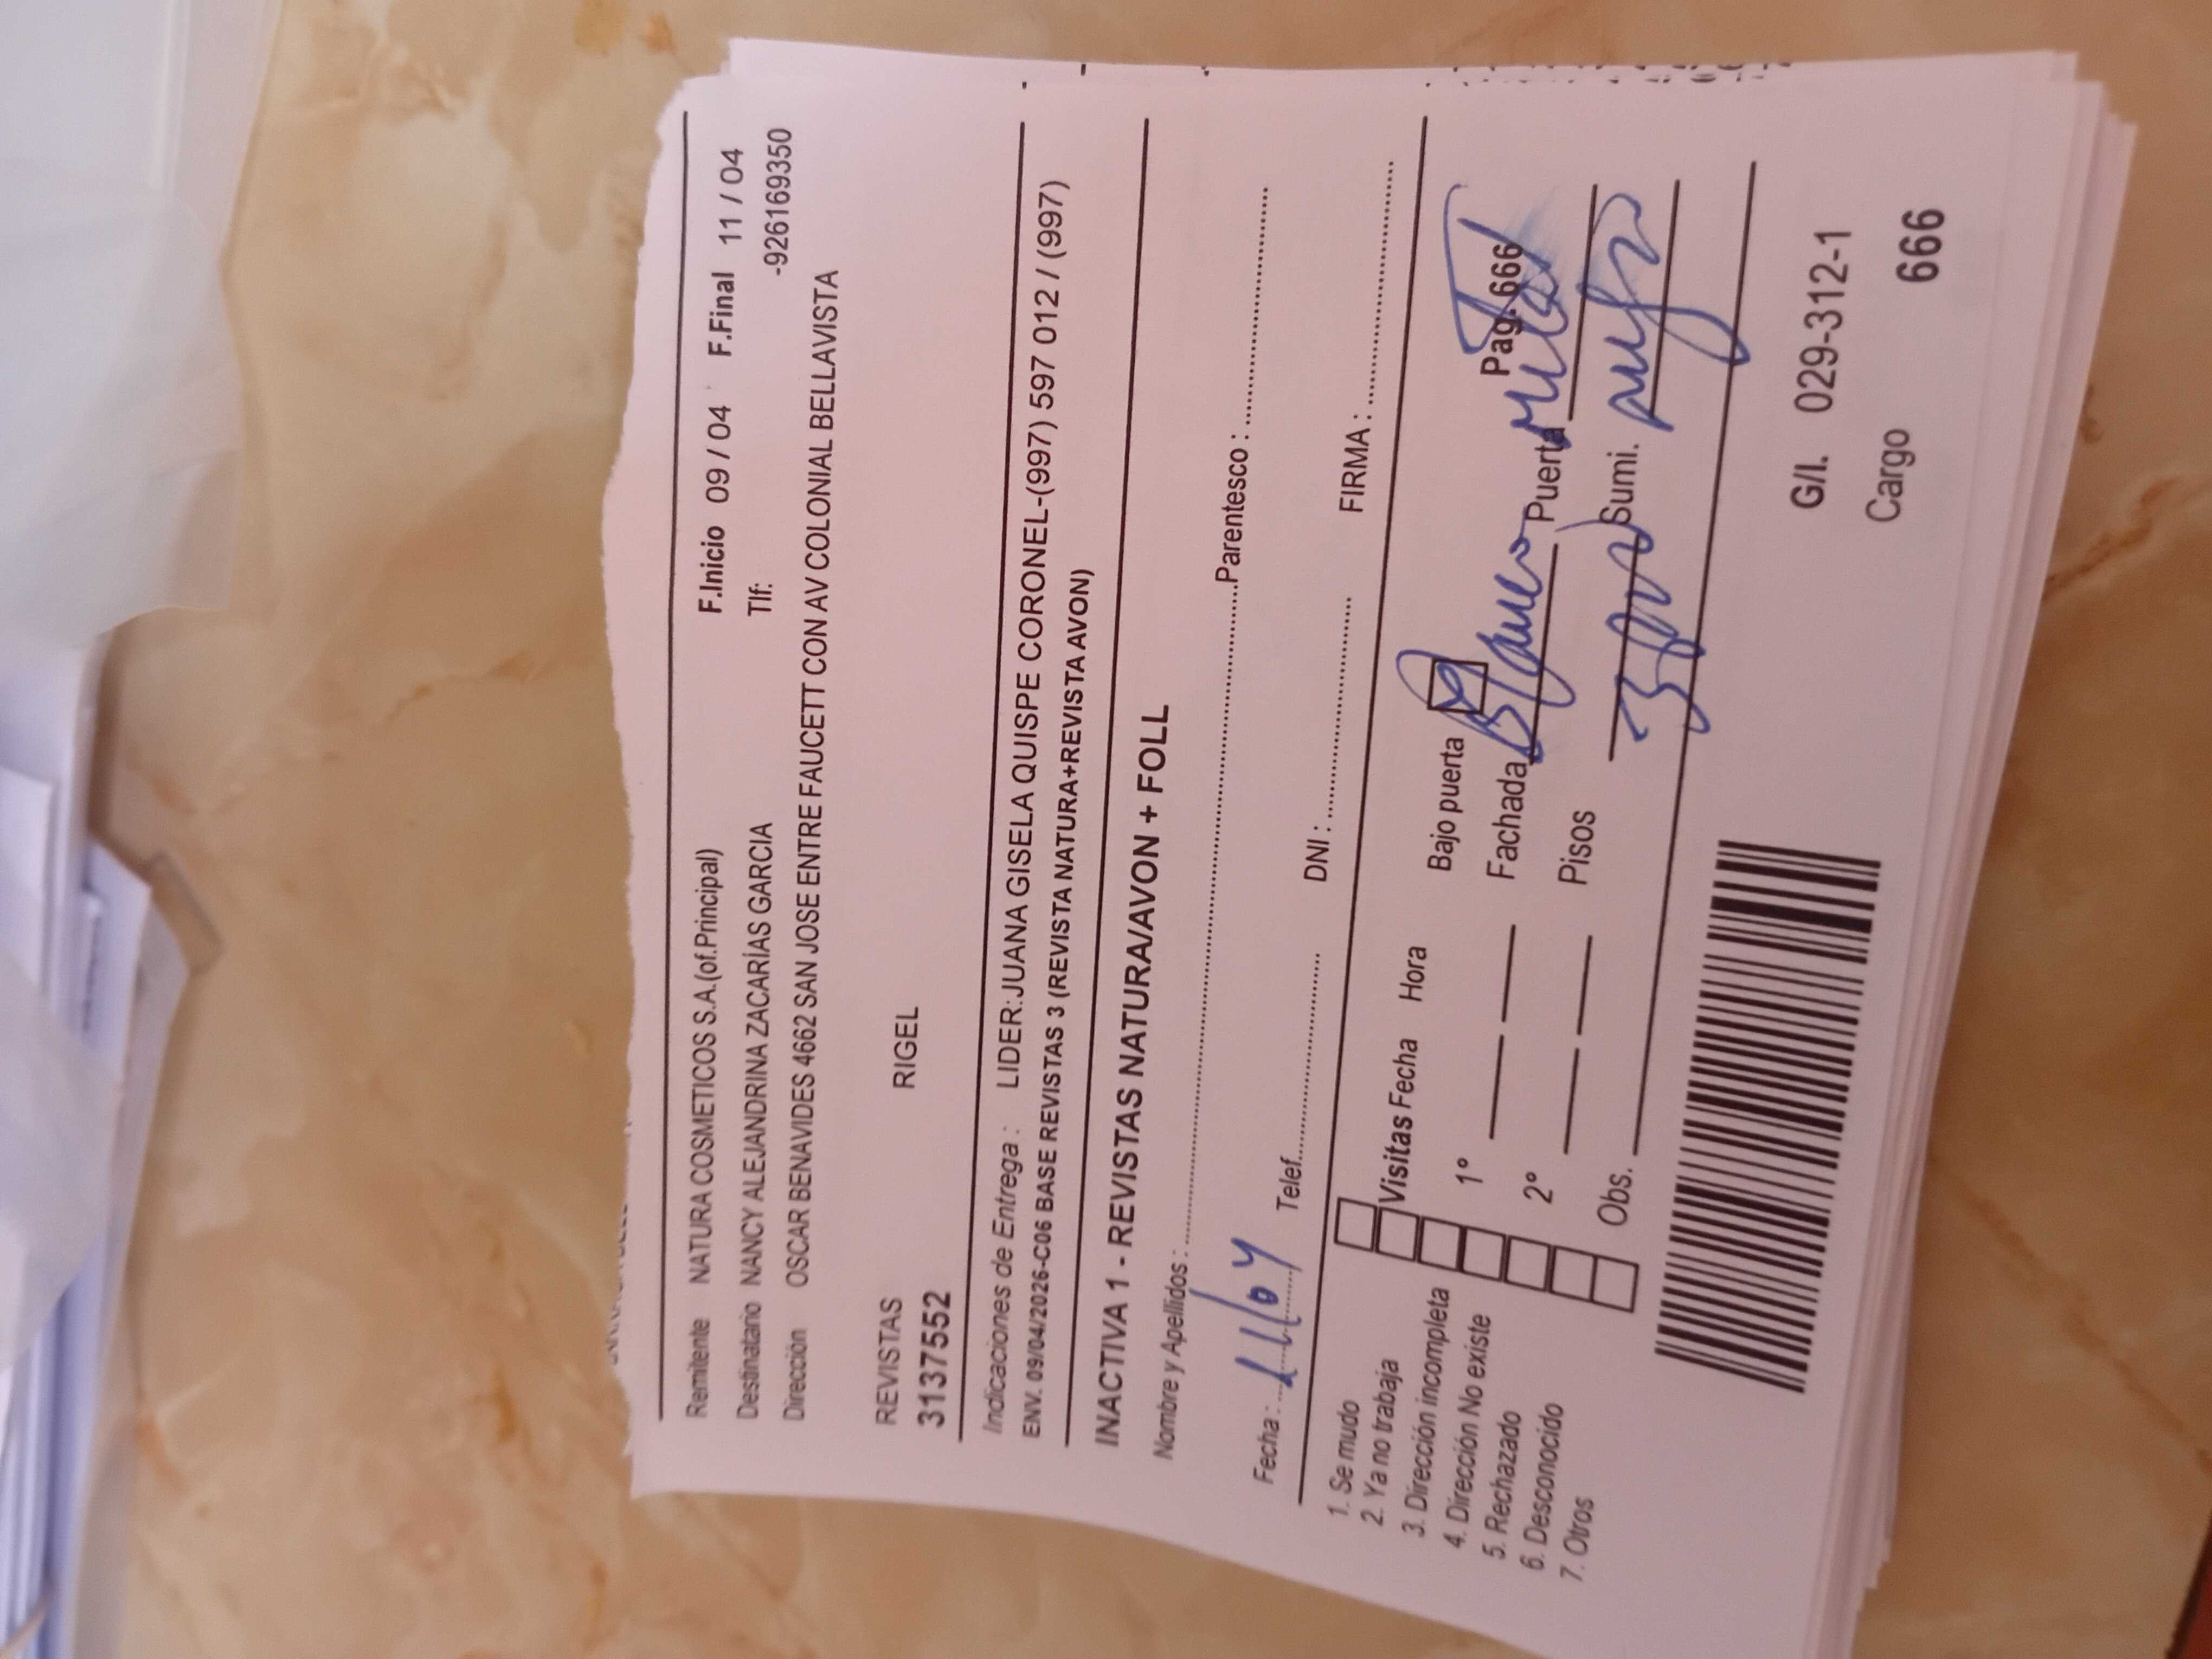 F.Inicio 09 / 04 F.Final 11 / 04
Remitente NATURA COSMETICOS S.A.(of.Principal)
Tlf: -926169350
Destinatario NANCY ALEJANDRINA ZACARÍAS GARCIA
Dirección OSCAR BENAVIDES 4662 SAN JOSE ENTRE FAUCETT CON AV COLONIAL BELLAVISTA
REVISTAS RIGEL
3137552
Indicaciones de Entrega : LIDER:JUANA GISELA QUISPE CORONEL-(997) 597 012 / (997)
ENV. 09/04/2026-C06 BASE REVISTAS 3 (REVISTA NATURA+REVISTA AVON)
INACTIVA 1 - REVISTAS NATURA/AVON + FOLL
Nombre y Apellidos : Parentesco :
Fecha : 11/04 Telef. DNI : FIRMA :
1. Se mudo
2. Ya no trabaja
3. Dirección incompleta
4. Dirección No existe
5. Rechazado
6. Desconocido
7. Otros
Visitas Fecha Hora
1º
2º
Obs.
Bajo puerta
Pag. 666
Fachada Blanco Puerta Metal
Pisos 3 Sumi.
G/I. 029-312-1
Cargo 666